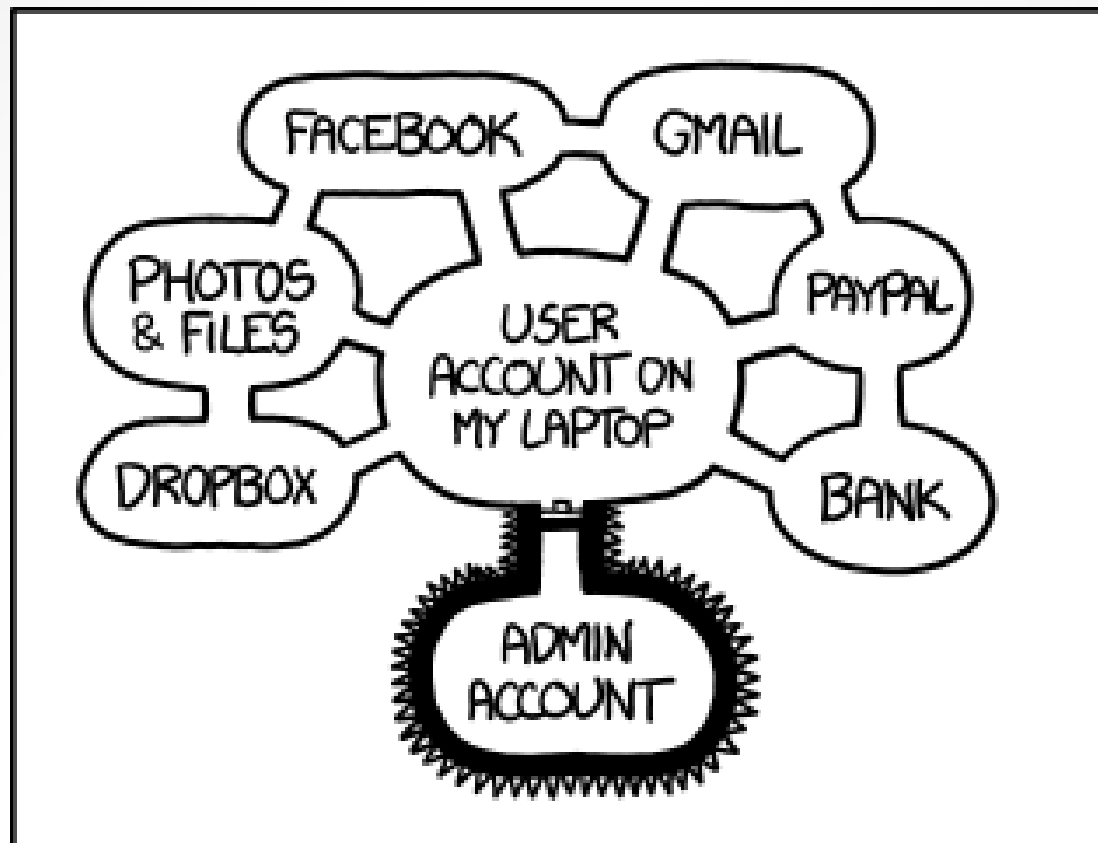 FACEBOOK
GMAIL
PHOTOS
& FILES
PAYPAL
USER
ACCOUNT ON
MY LAPTOP
DROPBOX
BANK
ADMIN
ACCOUNT